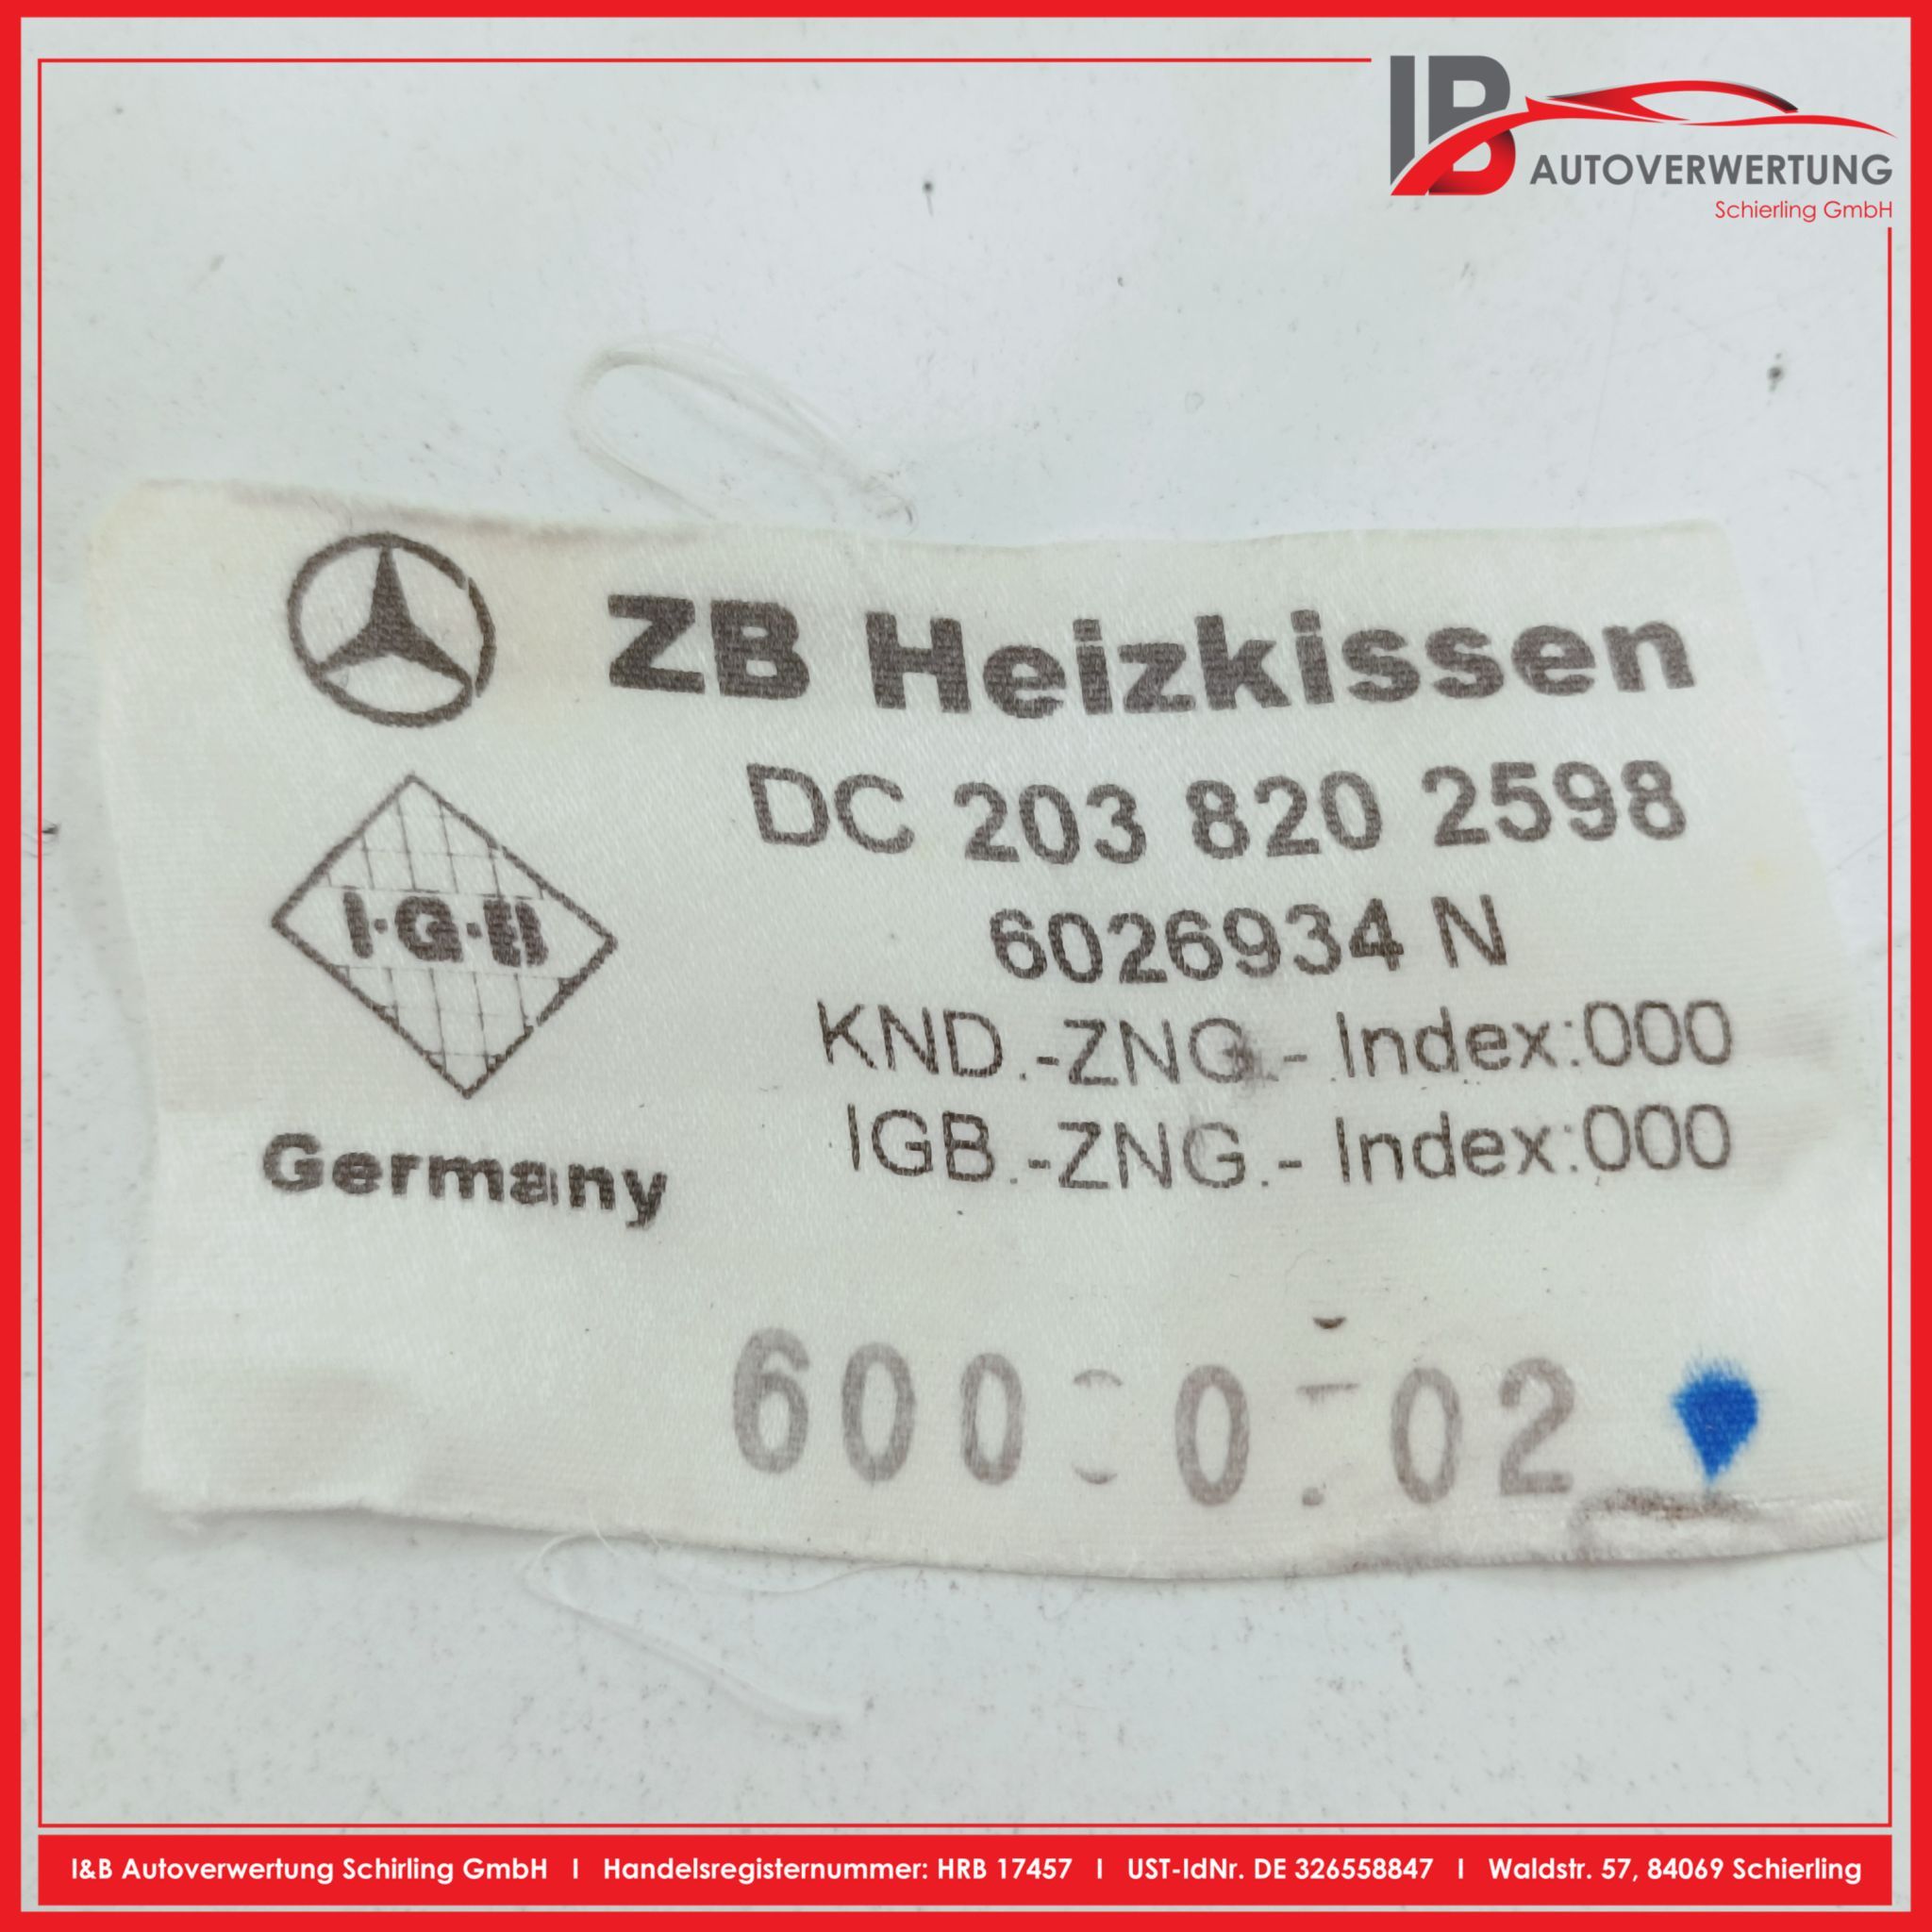 IB
AUTOVERWERTUNG
Schierling GmbH
ZB Heizkissen
DC 203 820 2598
I·G·B
6026934 N
KND.-ZNG.- Index:000
IGB.-ZNG.- Index:000
Germany
I&B Autoverwertung Schirling GmbH I Handelsregisternummer: HRB 17457 I UST-IdNr. DE 326558847 I Waldstr. 57, 84069 Schierling